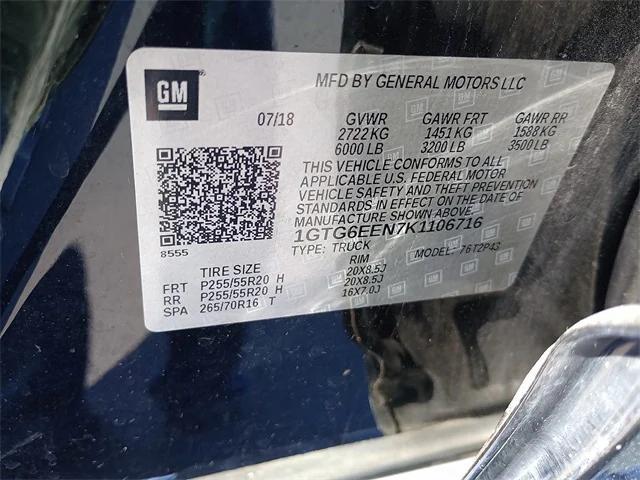 GM
MFD BY GENERAL MOTORS LLC
07/18 GVWR GAWR FRT GAWR RR
2722 KG 1451 KG 1588 KG
6000 LB 3200 LB 3500 LB
THIS VEHICLE CONFORMS TO ALL
APPLICABLE U.S. FEDERAL MOTOR
VEHICLE SAFETY AND THEFT PREVENTION
STANDARDS IN EFFECT ON THE DATE OF
MANUFACTURE SHOWN ABOVE.
1GTG6EEN7K1106716
8555 TYPE: TRUCK MODEL: 76T2P43
TIRE SIZE RIM
FRT P255/55R20 H 20X8.5J
RR P255/55R20 H 20X8.5J
SPA 265/70R16 T 16X7.0J